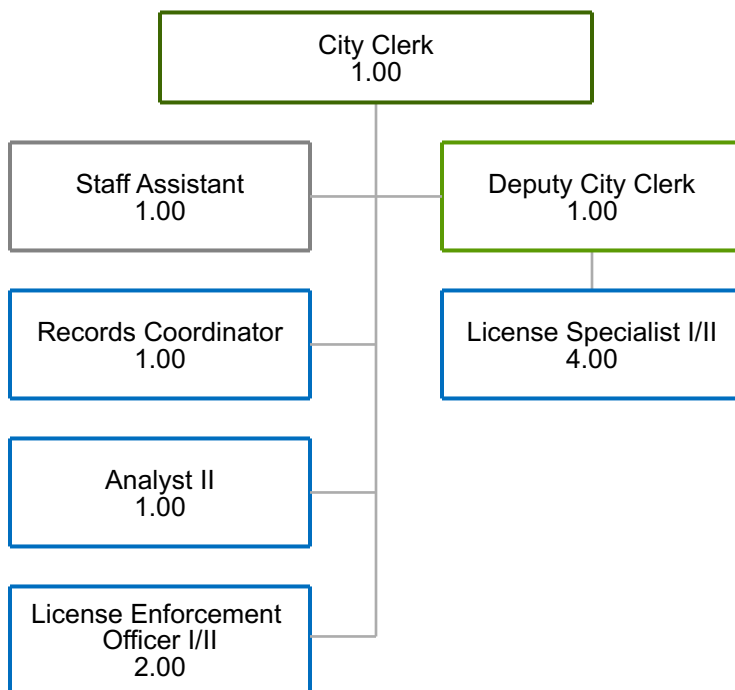 City Clerk
1.00
Staff Assistant
1.00
Deputy City Clerk
1.00
Records Coordinator
1.00
License Specialist I/II
4.00
Analyst II
1.00
License Enforcement
Officer I/II
2.00